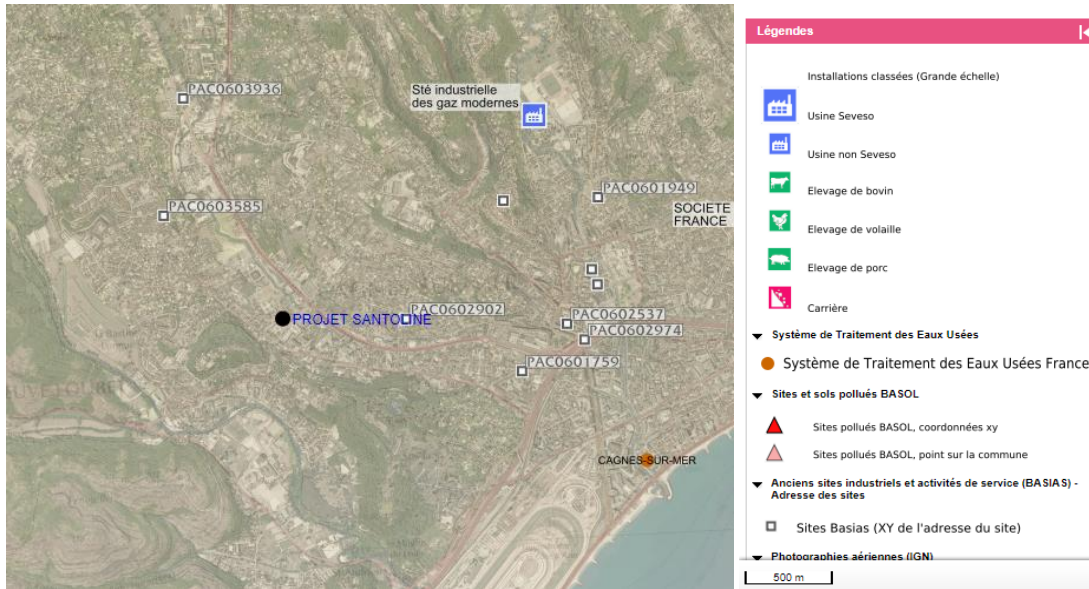 PAC0603936
Sté industrielle
des gaz modernes
PAC0601949
PAC0603585
SOCIETE
FRANCE
PAC0602902
PROJET SANTOLINE
PAC0602537
PAC0602974
PAC0601759
CAGNES-SUR-MER
Légendes
Installations classées (Grande échelle)
Usine Seveso
Usine non Seveso
Elevage de bovin
Elevage de volaille
Elevage de porc
Carrière
Système de Traitement des Eaux Usées
Système de Traitement des Eaux Usées France
Sites et sols pollués BASOL
Sites pollués BASOL, coordonnées xy
Sites pollués BASOL, point sur la commune
Anciens sites industriels et activités de service (BASIAS) -
Adresse des sites
Sites Basias (XY de l'adresse du site)
Photographies aériennes (IGN)
500 m